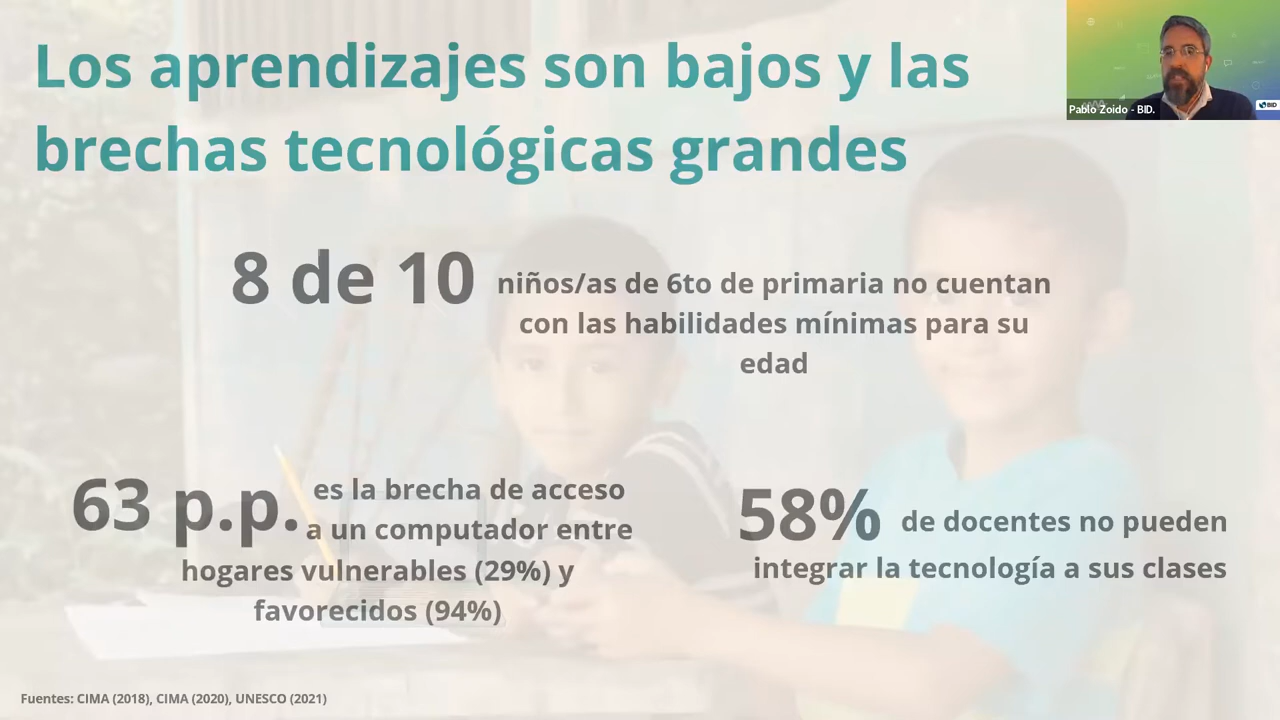 Los aprendizajes son bajos y las
brechas tecnológicas grandes
Pablo Zoido - BID.
BID
8 de 10 niños/as de 6to de primaria no cuentan
con las habilidades mínimas para su
edad
63 p.p. es la brecha de acceso
a un computador entre
hogares vulnerables (29%) y
favorecidos (94%)
58% de docentes no pueden
integrar la tecnología a sus clases
Fuentes: CIMA (2018), CIMA (2020), UNESCO (2021)